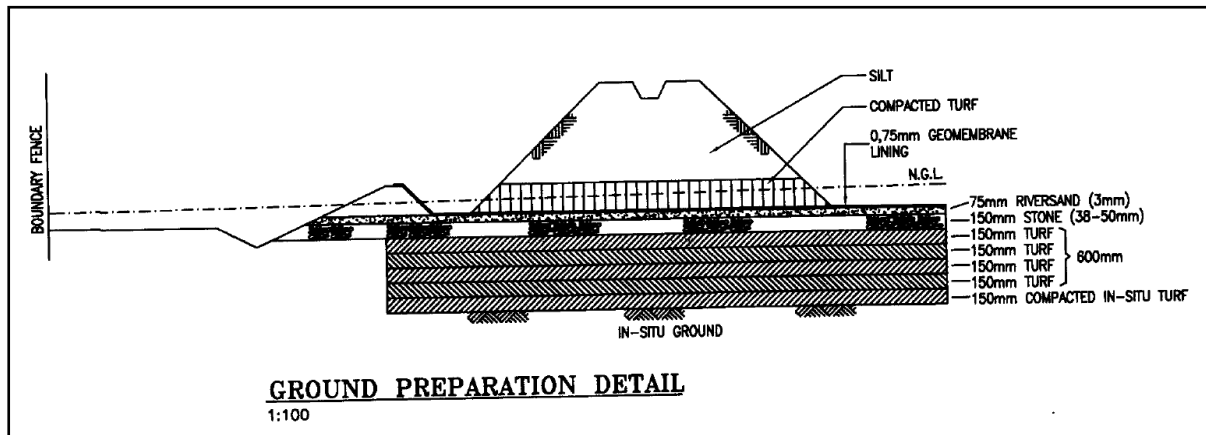 SILT
COMPACTED TURF
0,75mm GEOMEMBRANE
LINING
N.G.L.
BOUNDARY FENCE
75mm RIVERSAND (3mm)
150mm STONE (38-50mm)
150mm TURF
150mm TURF
150mm TURF
150mm TURF
600mm
150mm COMPACTED IN-SITU TURF
IN-SITU GROUND
GROUND PREPARATION DETAIL
1:100